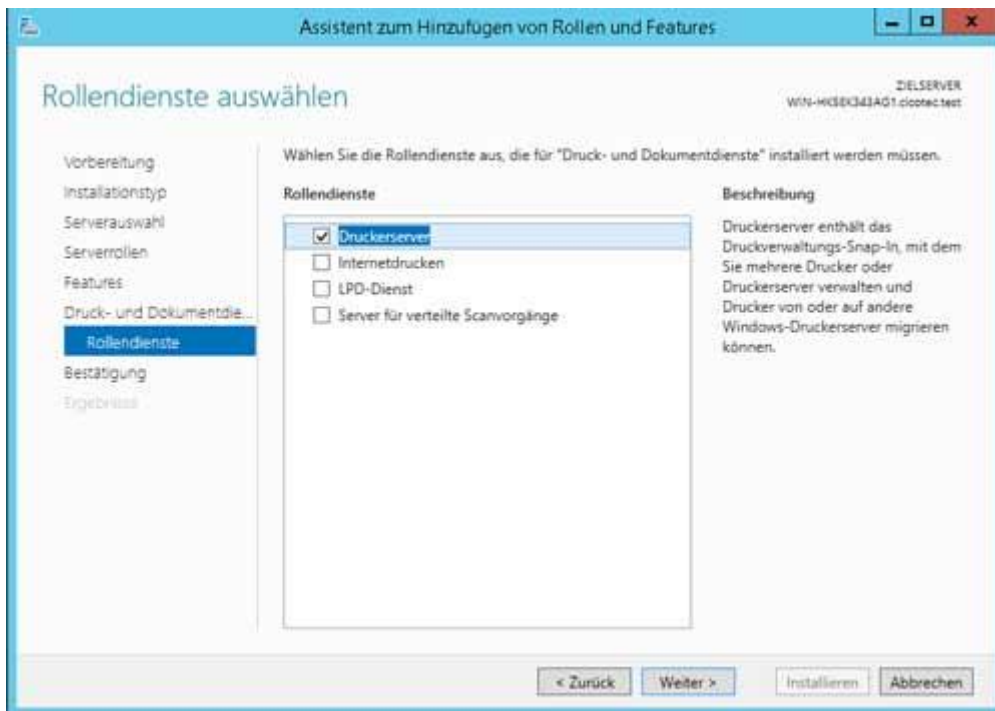 Assistent zum Hinzufügen von Rollen und Features
Rollendienste auswählen
ZIELSERVER
Vorbereitung
Installationstyp
Serverauswahl
Serverrollen
Features
Druck- und Dokumentdie...
Rollendienste
Bestätigung
Ergebnisse
Wählen Sie die Rollendienste aus, die für "Druck- und Dokumentdienste" installiert werden müssen.
Rollendienste
Druckerserver
Internetdrucken
LPD-Dienst
Server für verteilte Scanvorgänge
Beschreibung
Druckerserver enthält das
Druckverwaltungs-Snap-In, mit dem
Sie mehrere Drucker oder
Druckerserver verwalten und
Drucker von oder auf andere
Windows-Druckerserver migrieren
können.
< Zurück
Weiter >
Installieren
Abbrechen